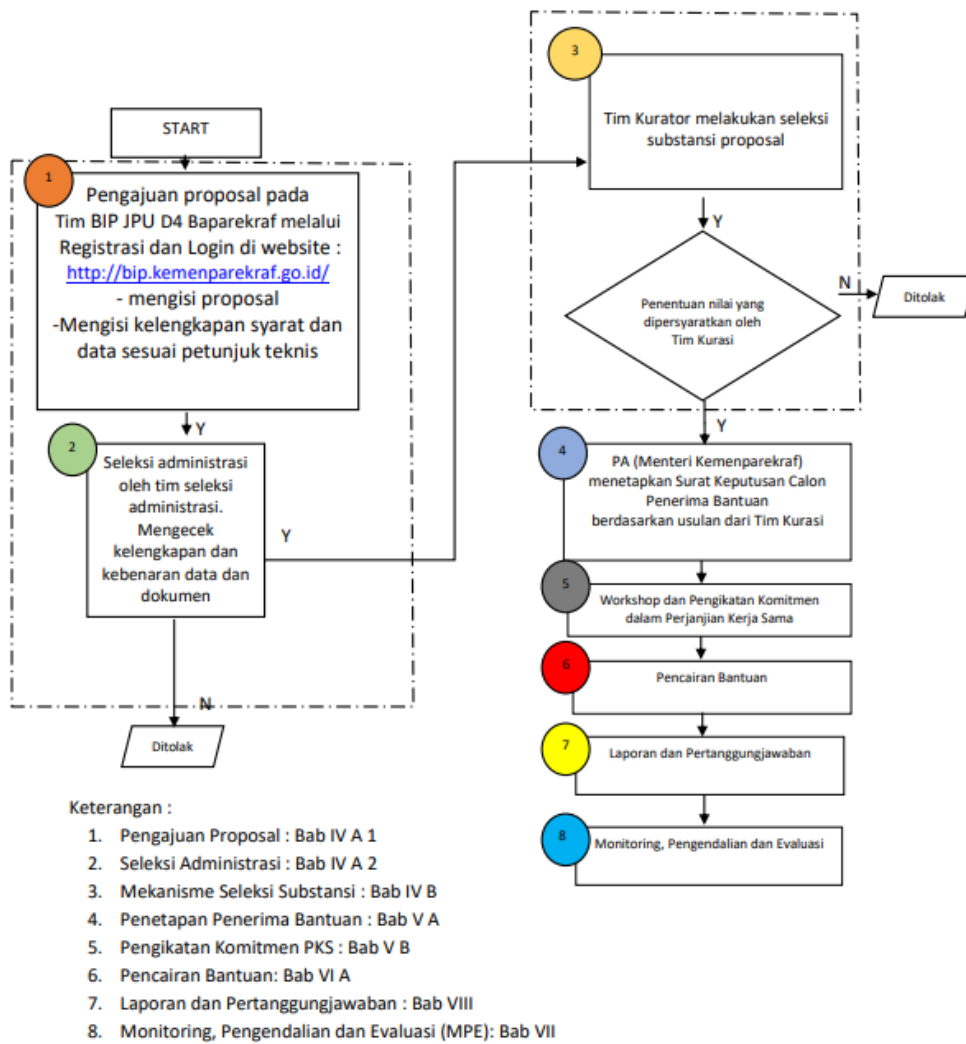 START
1
Pengajuan proposal pada
Tim BIP JPU D4 Baparekraf melalui
Registrasi dan Login di website :
http://bip.kemenparekraf.go.id/
- mengisi proposal
-Mengisi kelengkapan syarat dan
data sesuai petunjuk teknis
Y
2
Seleksi administrasi
oleh tim seleksi
administrasi.
Mengecek
kelengkapan dan
kebenaran data dan
dokumen
Y
N
Ditolak
3
Tim Kurator melakukan seleksi
substansi proposal
Y
Penentuan nilai yang
dipersyaratkan oleh
Tim Kurasi
N
Ditolak
Y
4
PA (Menteri Kemenparekraf)
menetapkan Surat Keputusan Calon
Penerima Bantuan
berdasarkan usulan dari Tim Kurasi
5
Workshop dan Pengikatan Komitmen
dalam Perjanjian Kerja Sama
6
Pencairan Bantuan
7
Laporan dan Pertanggungjawaban
8
Monitoring, Pengendalian dan Evaluasi
Keterangan :
1. Pengajuan Proposal : Bab IV A 1
2. Seleksi Administrasi : Bab IV A 2
3. Mekanisme Seleksi Substansi : Bab IV B
4. Penetapan Penerima Bantuan : Bab V A
5. Pengikatan Komitmen PKS : Bab V B
6. Pencairan Bantuan: Bab VI A
7. Laporan dan Pertanggungjawaban : Bab VIII
8. Monitoring, Pengendalian dan Evaluasi (MPE): Bab VII